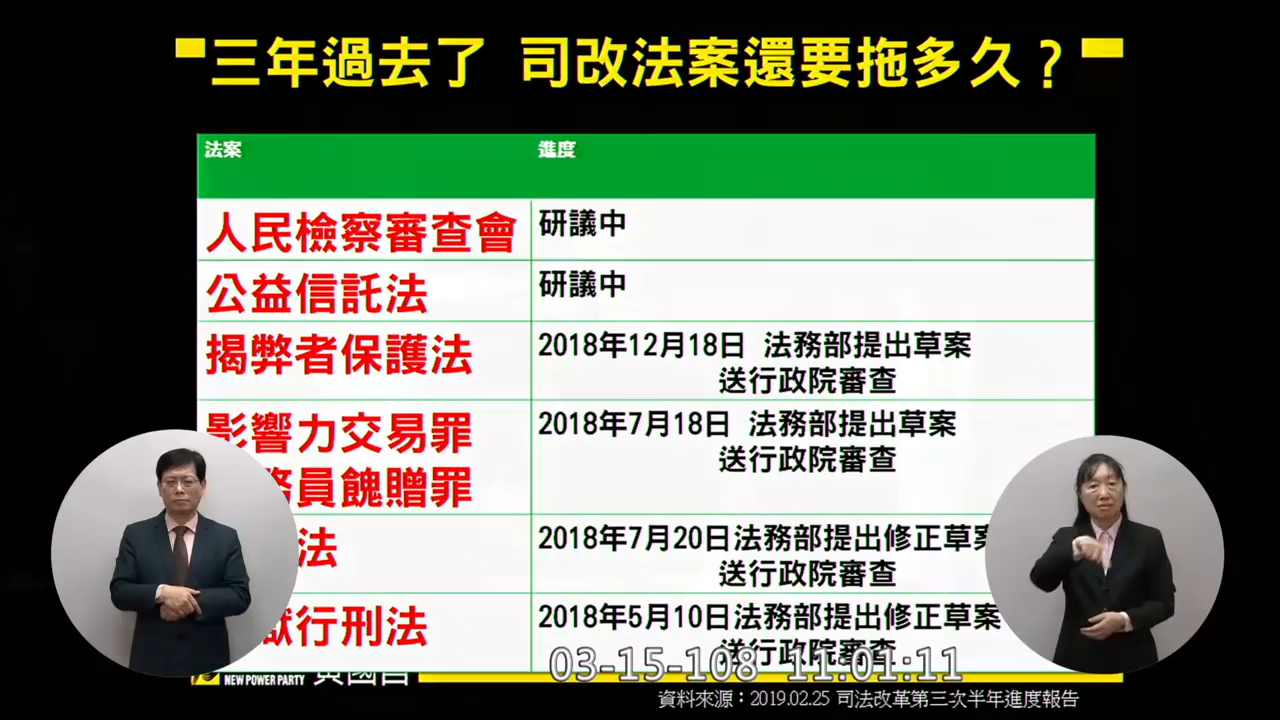 三年過去了 司改法案還要拖多久？
法案 進度
人民檢察審查會 研議中
公益信託法 研議中
揭弊者保護法 2018年12月18日 法務部提出草案
送行政院審查
影響力交易罪 2018年7月18日 法務部提出草案
務員餽贈罪 送行政院審查
法 2018年7月20日法務部提出修正草案
送行政院審查
獄行刑法 2018年5月10日法務部提出修正草案
送行政院審查
03-15-108 11:01:11
NEW POWER PARTY 黃國昌
資料來源：2019.02.25 司法改革第三次半年進度報告